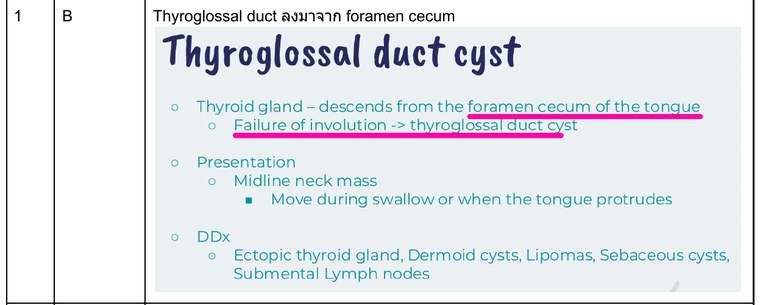 1
B
Thyroglossal duct ลงมาจาก foramen cecum
Thyroglossal duct cyst
○ Thyroid gland – descends from the foramen cecum of the tongue
○ Failure of involution -> thyroglossal duct cyst
○ Presentation
○ Midline neck mass
■ Move during swallow or when the tongue protrudes
○ DDx
○ Ectopic thyroid gland, Dermoid cysts, Lipomas, Sebaceous cysts,
Submental Lymph nodes